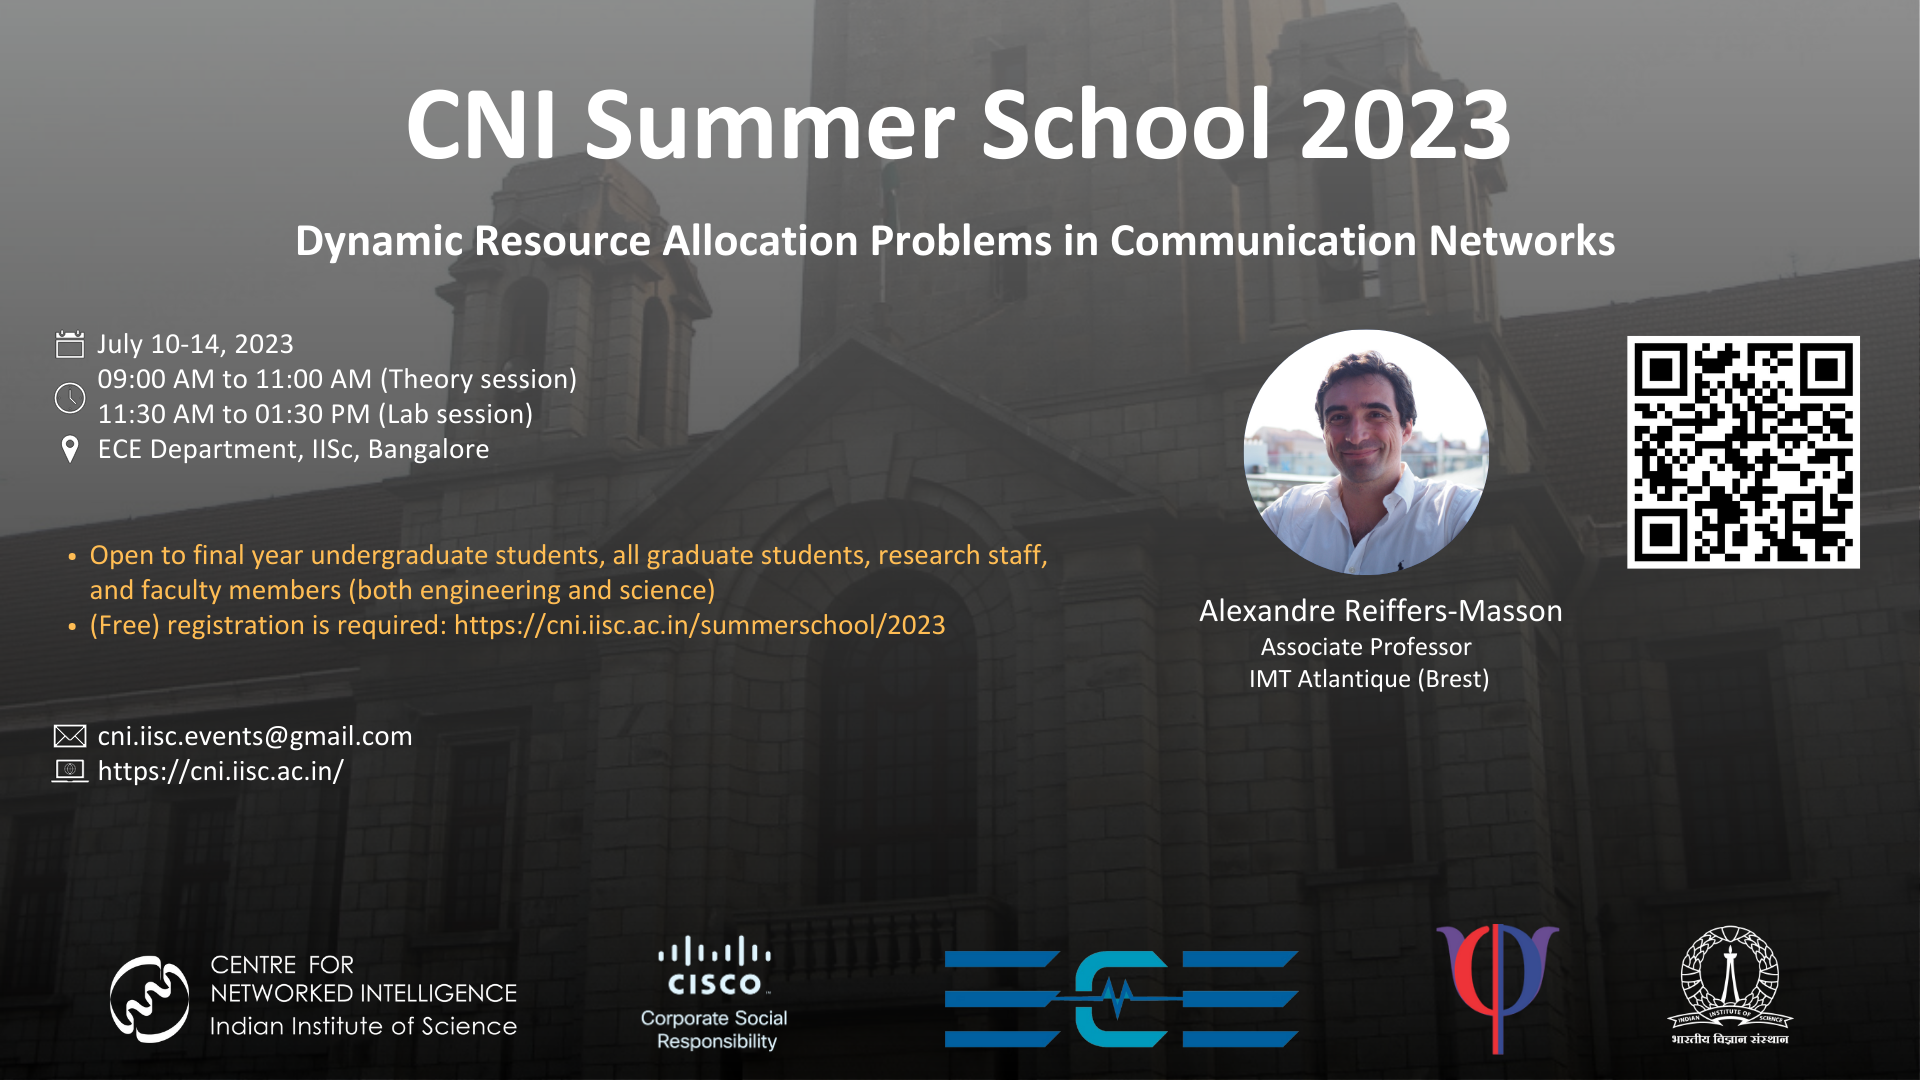 CNI Summer School 2023
Dynamic Resource Allocation Problems in Communication Networks
July 10-14, 2023
09:00 AM to 11:00 AM (Theory session)
11:30 AM to 01:30 PM (Lab session)
ECE Department, IISc, Bangalore
• Open to final year undergraduate students, all graduate students, research staff,
and faculty members (both engineering and science)
• (Free) registration is required: https://cni.iisc.ac.in/summerschool/2023
Alexandre Reiffers-Masson
Associate Professor
IMT Atlantique (Brest)
cni.iisc.events@gmail.com
https://cni.iisc.ac.in/
CENTRE FOR
NETWORKED INTELLIGENCE
Indian Institute of Science
CISCO
Corporate Social
Responsibility
ECE
INDIAN INSTITUTE OF SCIENCE
भारतीय विज्ञान संस्थान